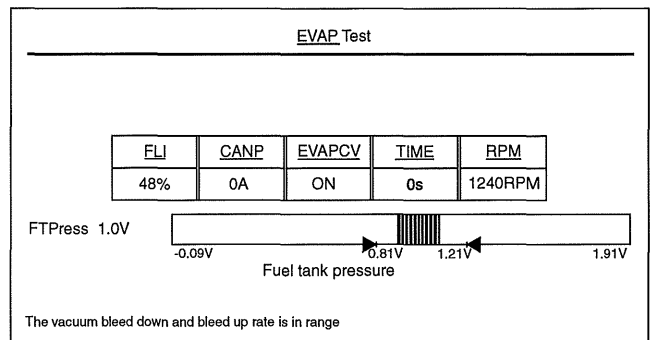 EVAP Test
FLI CANP EVAPCV TIME RPM
48% 0A ON 0s 1240RPM
FTPress 1.0V
-0.09V 0.81V 1.21V 1.91V
Fuel tank pressure
The vacuum bleed down and bleed up rate is in range